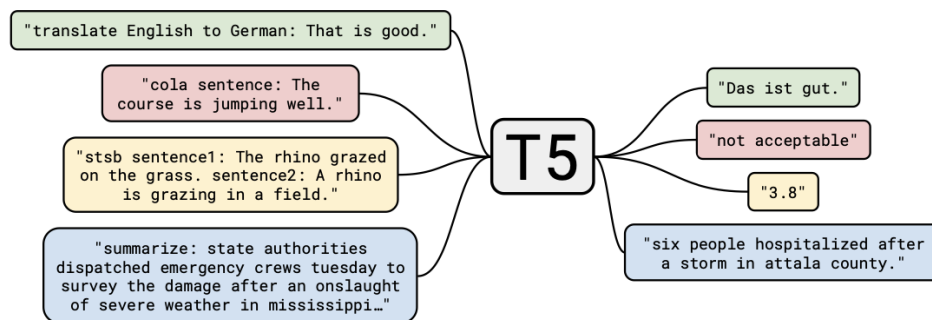 "translate English to German: That is good."
"cola sentence: The
course is jumping well."
"stsb sentence1: The rhino grazed
on the grass. sentence2: A rhino
is grazing in a field."
"summarize: state authorities
dispatched emergency crews tuesday to
survey the damage after an onslaught
of severe weather in mississippi…"
T5
"Das ist gut."
"not acceptable"
"3.8"
"six people hospitalized after
a storm in attala county."